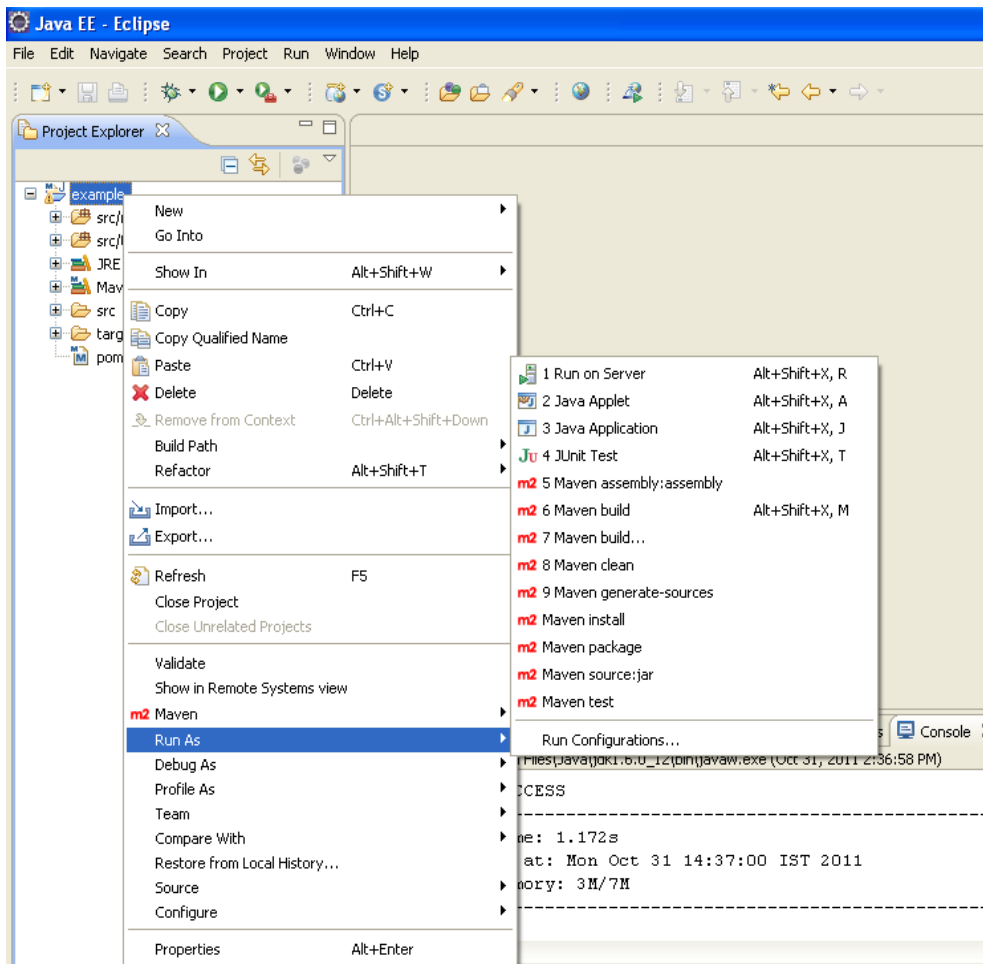 Java EE - Eclipse
File Edit Navigate Search Project Run Window Help
Project Explorer
example
src/
src/
JRE
Mav
src
targ
pom
New
Go Into
Show In Alt+Shift+W
Copy Ctrl+C
Copy Qualified Name
Paste Ctrl+V
Delete Delete
Remove from Context Ctrl+Alt+Shift+Down
Build Path
Refactor Alt+Shift+T
Import...
Export...
Refresh F5
Close Project
Close Unrelated Projects
Validate
Show in Remote Systems view
m2 Maven
Run As
Debug As
Profile As
Team
Compare With
Restore from Local History...
Source
Configure
Properties Alt+Enter
1 Run on Server Alt+Shift+X, R
2 Java Applet Alt+Shift+X, A
3 Java Application Alt+Shift+X, J
Ju 4 JUnit Test Alt+Shift+X, T
m2 5 Maven assembly:assembly
m2 6 Maven build Alt+Shift+X, M
m2 7 Maven build...
m2 8 Maven clean
m2 9 Maven generate-sources
m2 Maven install
m2 Maven package
m2 Maven source:jar
m2 Maven test
Run Configurations...
s Console
Files\Java\jdk1.6.0_12\bin\javaw.exe (Oct 31, 2011 2:36:58 PM)
CCESS
me: 1.172s
at: Mon Oct 31 14:37:00 IST 2011
mory: 3M/7M